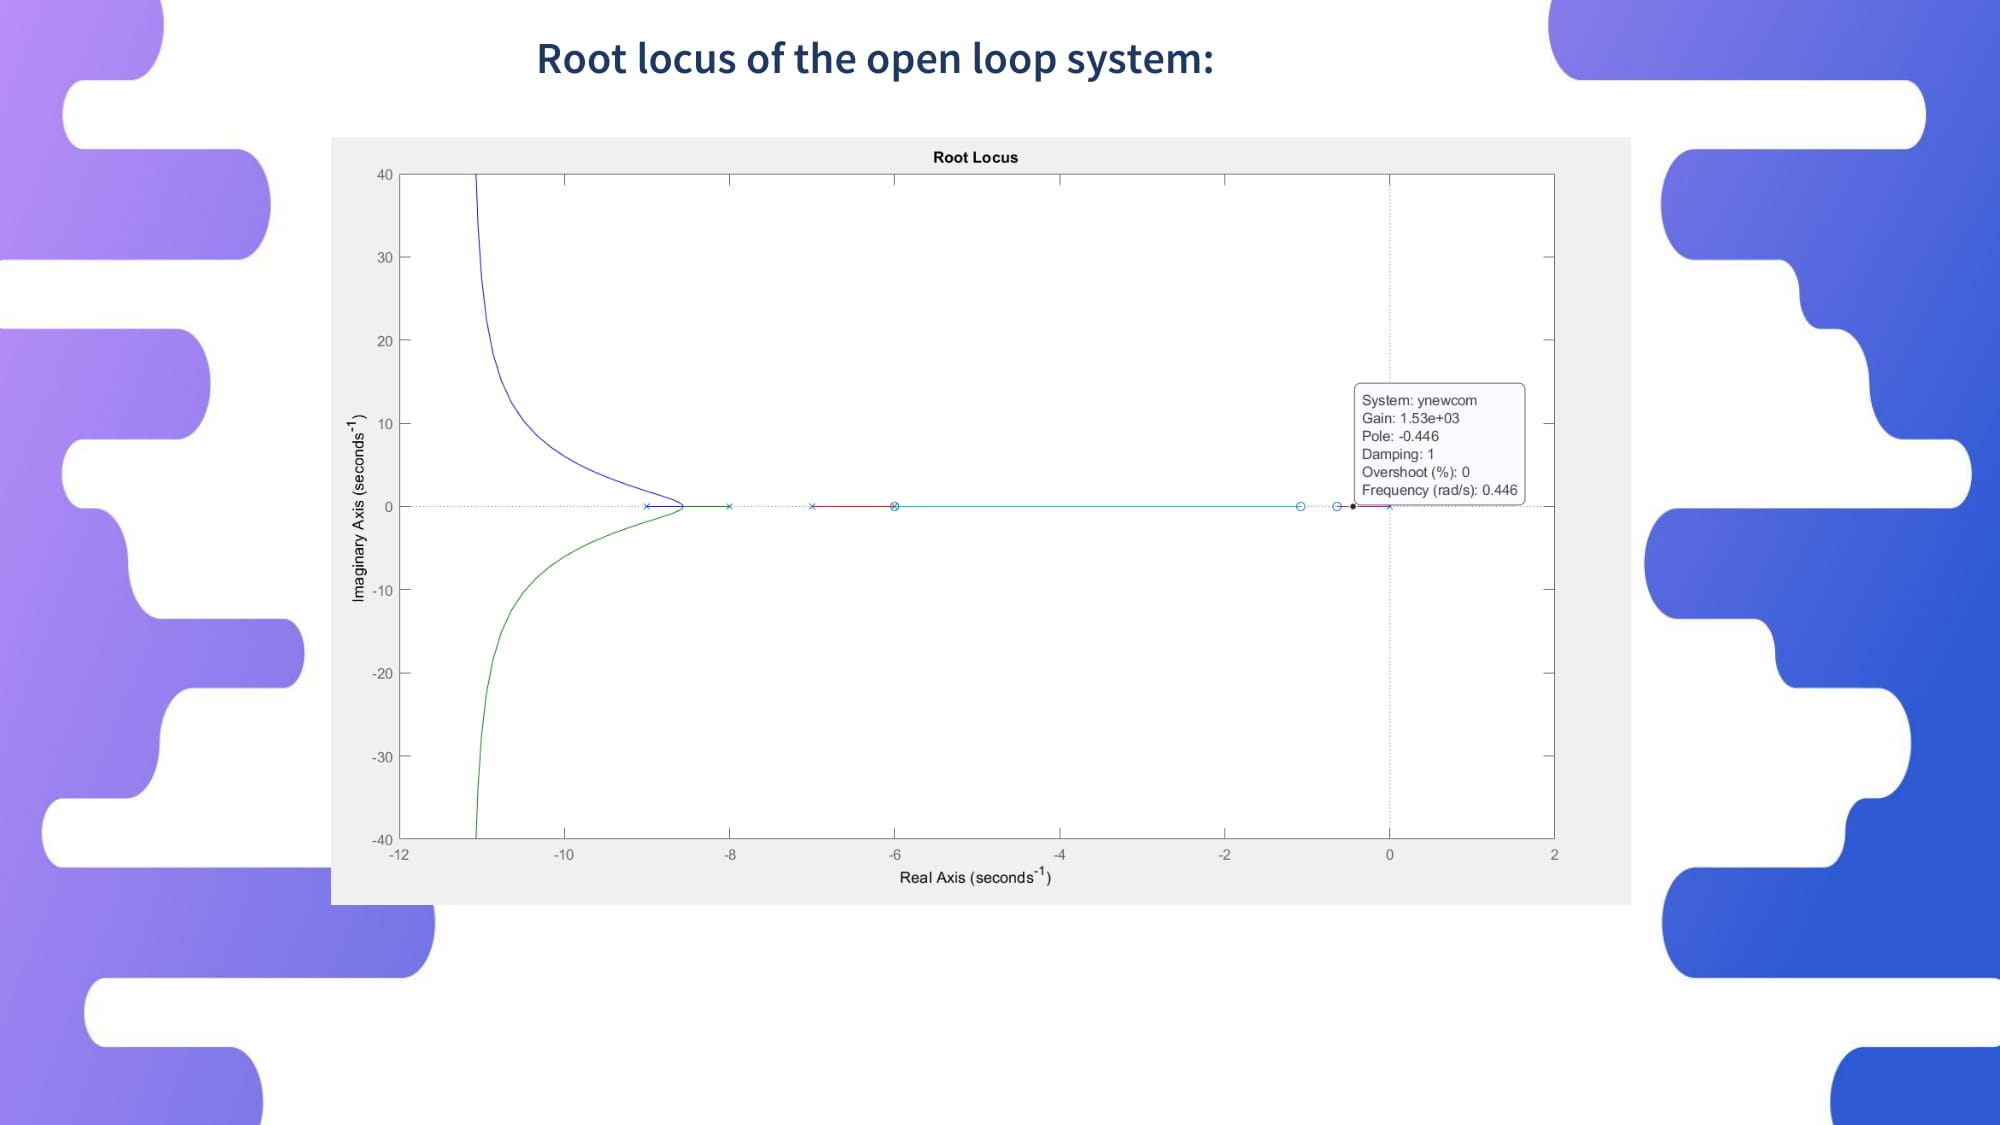 Root locus of the open loop system:
Root Locus
40
30
20
10
0
-10
-20
-30
-40
Imaginary Axis (seconds⁻¹)
System: ynewcom
Gain: 1.53e+03
Pole: -0.446
Damping: 1
Overshoot (%): 0
Frequency (rad/s): 0.446
-12 -10 -8 -6 -4 -2 0 2
Real Axis (seconds⁻¹)